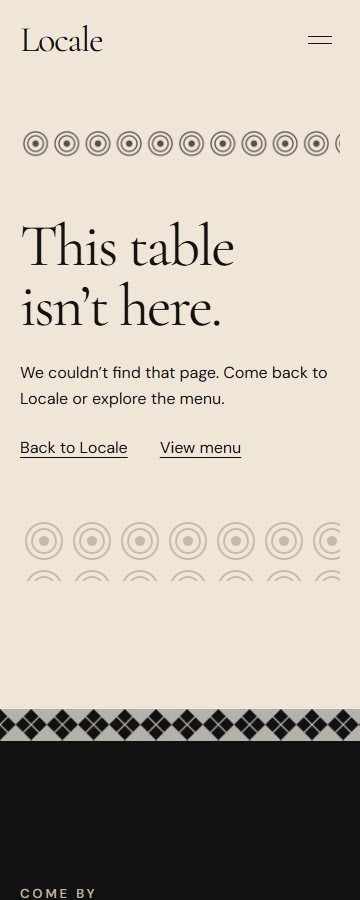 Locale
This table
isn’t here.
We couldn’t find that page. Come back to
Locale or explore the menu.
Back to Locale View menu
COME BY